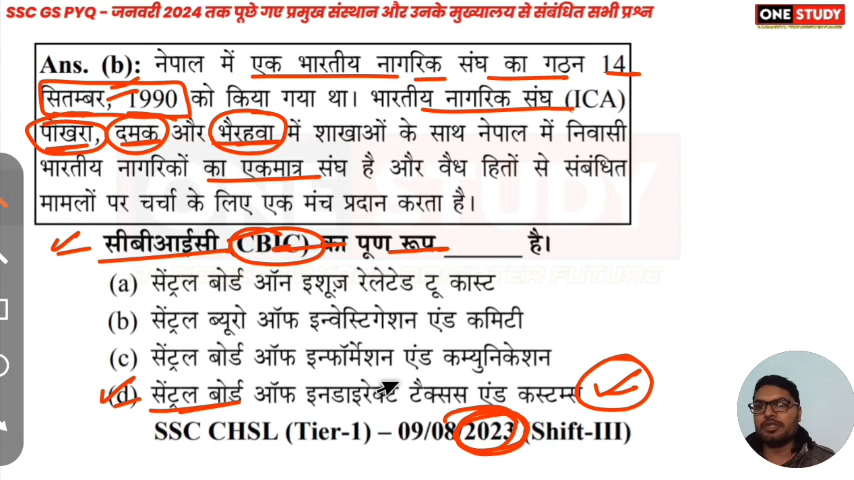 SSC GS PYQ - जनवरी 2024 तक पूछे गए प्रमुख संस्थान और उनके मुख्यालय से संबंधित सभी प्रश्न
ONE STUDY
Ans. (b): नेपाल में एक भारतीय नागरिक संघ का गठन 14
सितम्बर, 1990 को किया गया था। भारतीय नागरिक संघ (ICA)
पोखरा, दमक और भैरहवा में शाखाओं के साथ नेपाल में निवासी
भारतीय नागरिकों का एकमात्र संघ है और वैध हितों से संबंधित
मामलों पर चर्चा के लिए एक मंच प्रदान करता है।
सीबीआईसी (CBIC) का पूण रूप ______ है।
(a) सेंट्रल बोर्ड ऑन इशूज रेलेटेड टू कास्ट
(b) सेंट्रल ब्यूरो ऑफ इन्वेस्टिगेशन एंड कमिटी
(c) सेंट्रल बोर्ड ऑफ इन्फॉर्मेशन एंड कम्युनिकेशन
(d) सेंट्रल बोर्ड ऑफ इनडाइरेक्ट टैक्सस एंड कस्टम्स
SSC CHSL (Tier-1) – 09/08/2023 (Shift-III)